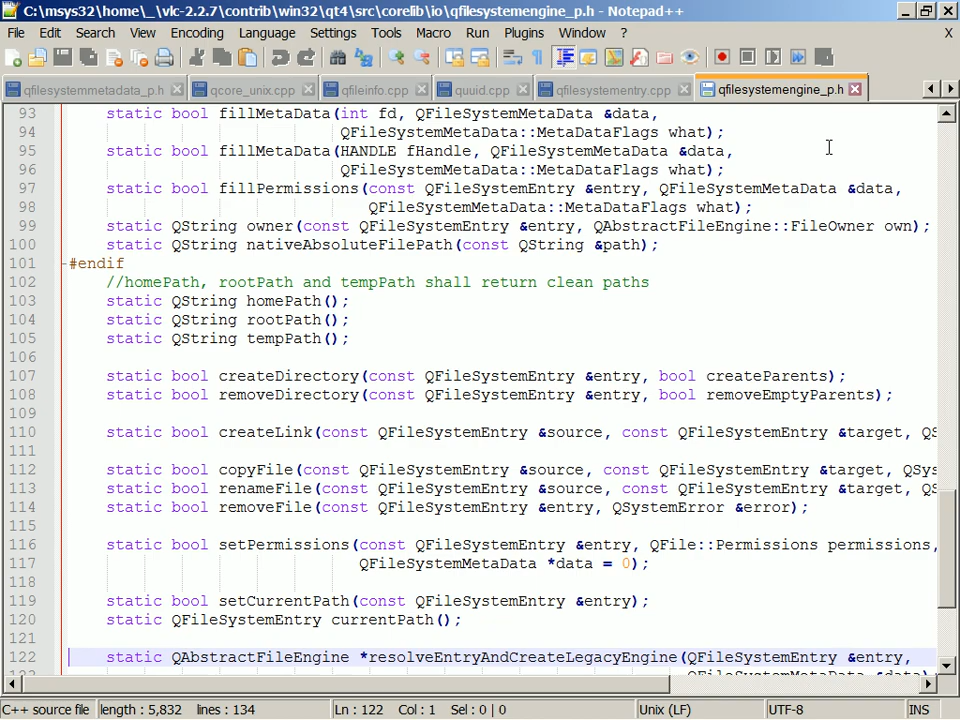 C:\msys32\home\_\vlc-2.2.7\contrib\win32\qt4\src\corelib\io\qfilesystemengine_p.h - Notepad++
File Edit Search View Encoding Language Settings Tools Macro Run Plugins Window ? X
qfilesystemmetadata_p.h qcore_unix.cpp qfileinfo.cpp quuid.cpp qfilesystementry.cpp qfilesystemengine_p.h
93 static bool fillMetaData(int fd, QFileSystemMetaData &data,
94 QFileSystemMetaData::MetaDataFlags what);
95 static bool fillMetaData(HANDLE fHandle, QFileSystemMetaData &data,
96 QFileSystemMetaData::MetaDataFlags what);
97 static bool fillPermissions(const QFileSystemEntry &entry, QFileSystemMetaData &data,
98 QFileSystemMetaData::MetaDataFlags what);
99 static QString owner(const QFileSystemEntry &entry, QAbstractFileEngine::FileOwner own);
100 static QString nativeAbsoluteFilePath(const QString &path);
101 #endif
102 //homePath, rootPath and tempPath shall return clean paths
103 static QString homePath();
104 static QString rootPath();
105 static QString tempPath();
106
107 static bool createDirectory(const QFileSystemEntry &entry, bool createParents);
108 static bool removeDirectory(const QFileSystemEntry &entry, bool removeEmptyParents);
109
110 static bool createLink(const QFileSystemEntry &source, const QFileSystemEntry &target, QS
111
112 static bool copyFile(const QFileSystemEntry &source, const QFileSystemEntry &target, QSys
113 static bool renameFile(const QFileSystemEntry &source, const QFileSystemEntry &target, QS
114 static bool removeFile(const QFileSystemEntry &entry, QSystemError &error);
115
116 static bool setPermissions(const QFileSystemEntry &entry, QFile::Permissions permissions,
117 QFileSystemMetaData *data = 0);
118
119 static bool setCurrentPath(const QFileSystemEntry &entry);
120 static QFileSystemEntry currentPath();
121
122 static QAbstractFileEngine *resolveEntryAndCreateLegacyEngine(QFileSystemEntry &entry,
QFileSystemMetaData &data)
C++ source file length : 5,832 lines : 134 Ln : 122 Col : 1 Sel : 0 | 0 Unix (LF) UTF-8 INS